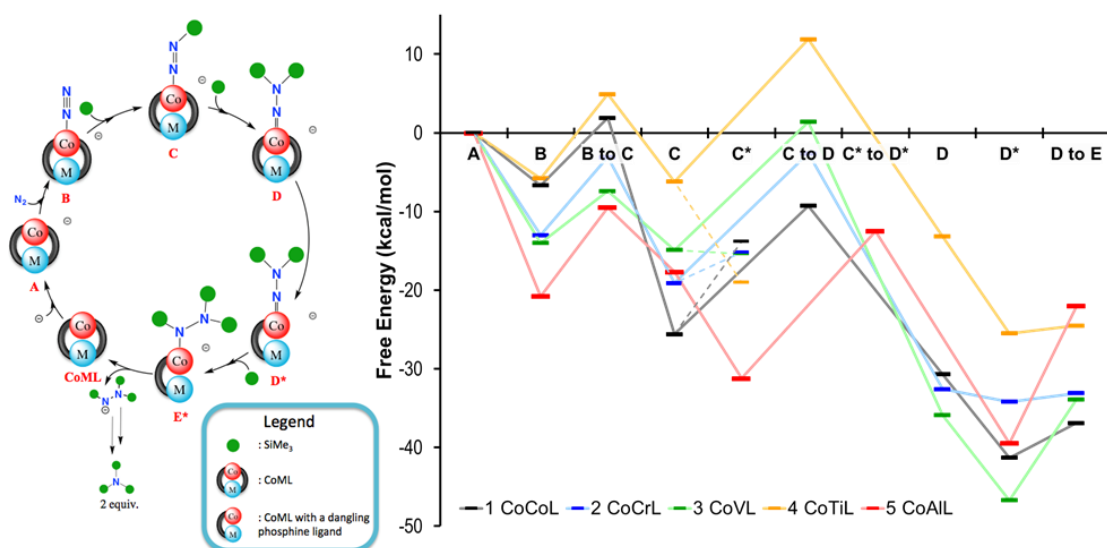 N
N
Co
M
C
N
N
Co
M
B
N
N
Co
M
D
N₂
Co
M
A
Co
M
CoML
N
N
Co
M
E*
N
N
Co
M
D*
N
N
2 equiv.
Legend
: SiMe₃
Co
M
: CoML
Co
M
: CoML with a dangling
phosphine ligand
Free Energy (kcal/mol)
10
0
-10
-20
-30
-40
-50
A B B to C C C* C to D C* to D* D D* D to E
1 CoCoL 2 CoCrL 3 CoVL 4 CoTiL 5 CoAlL